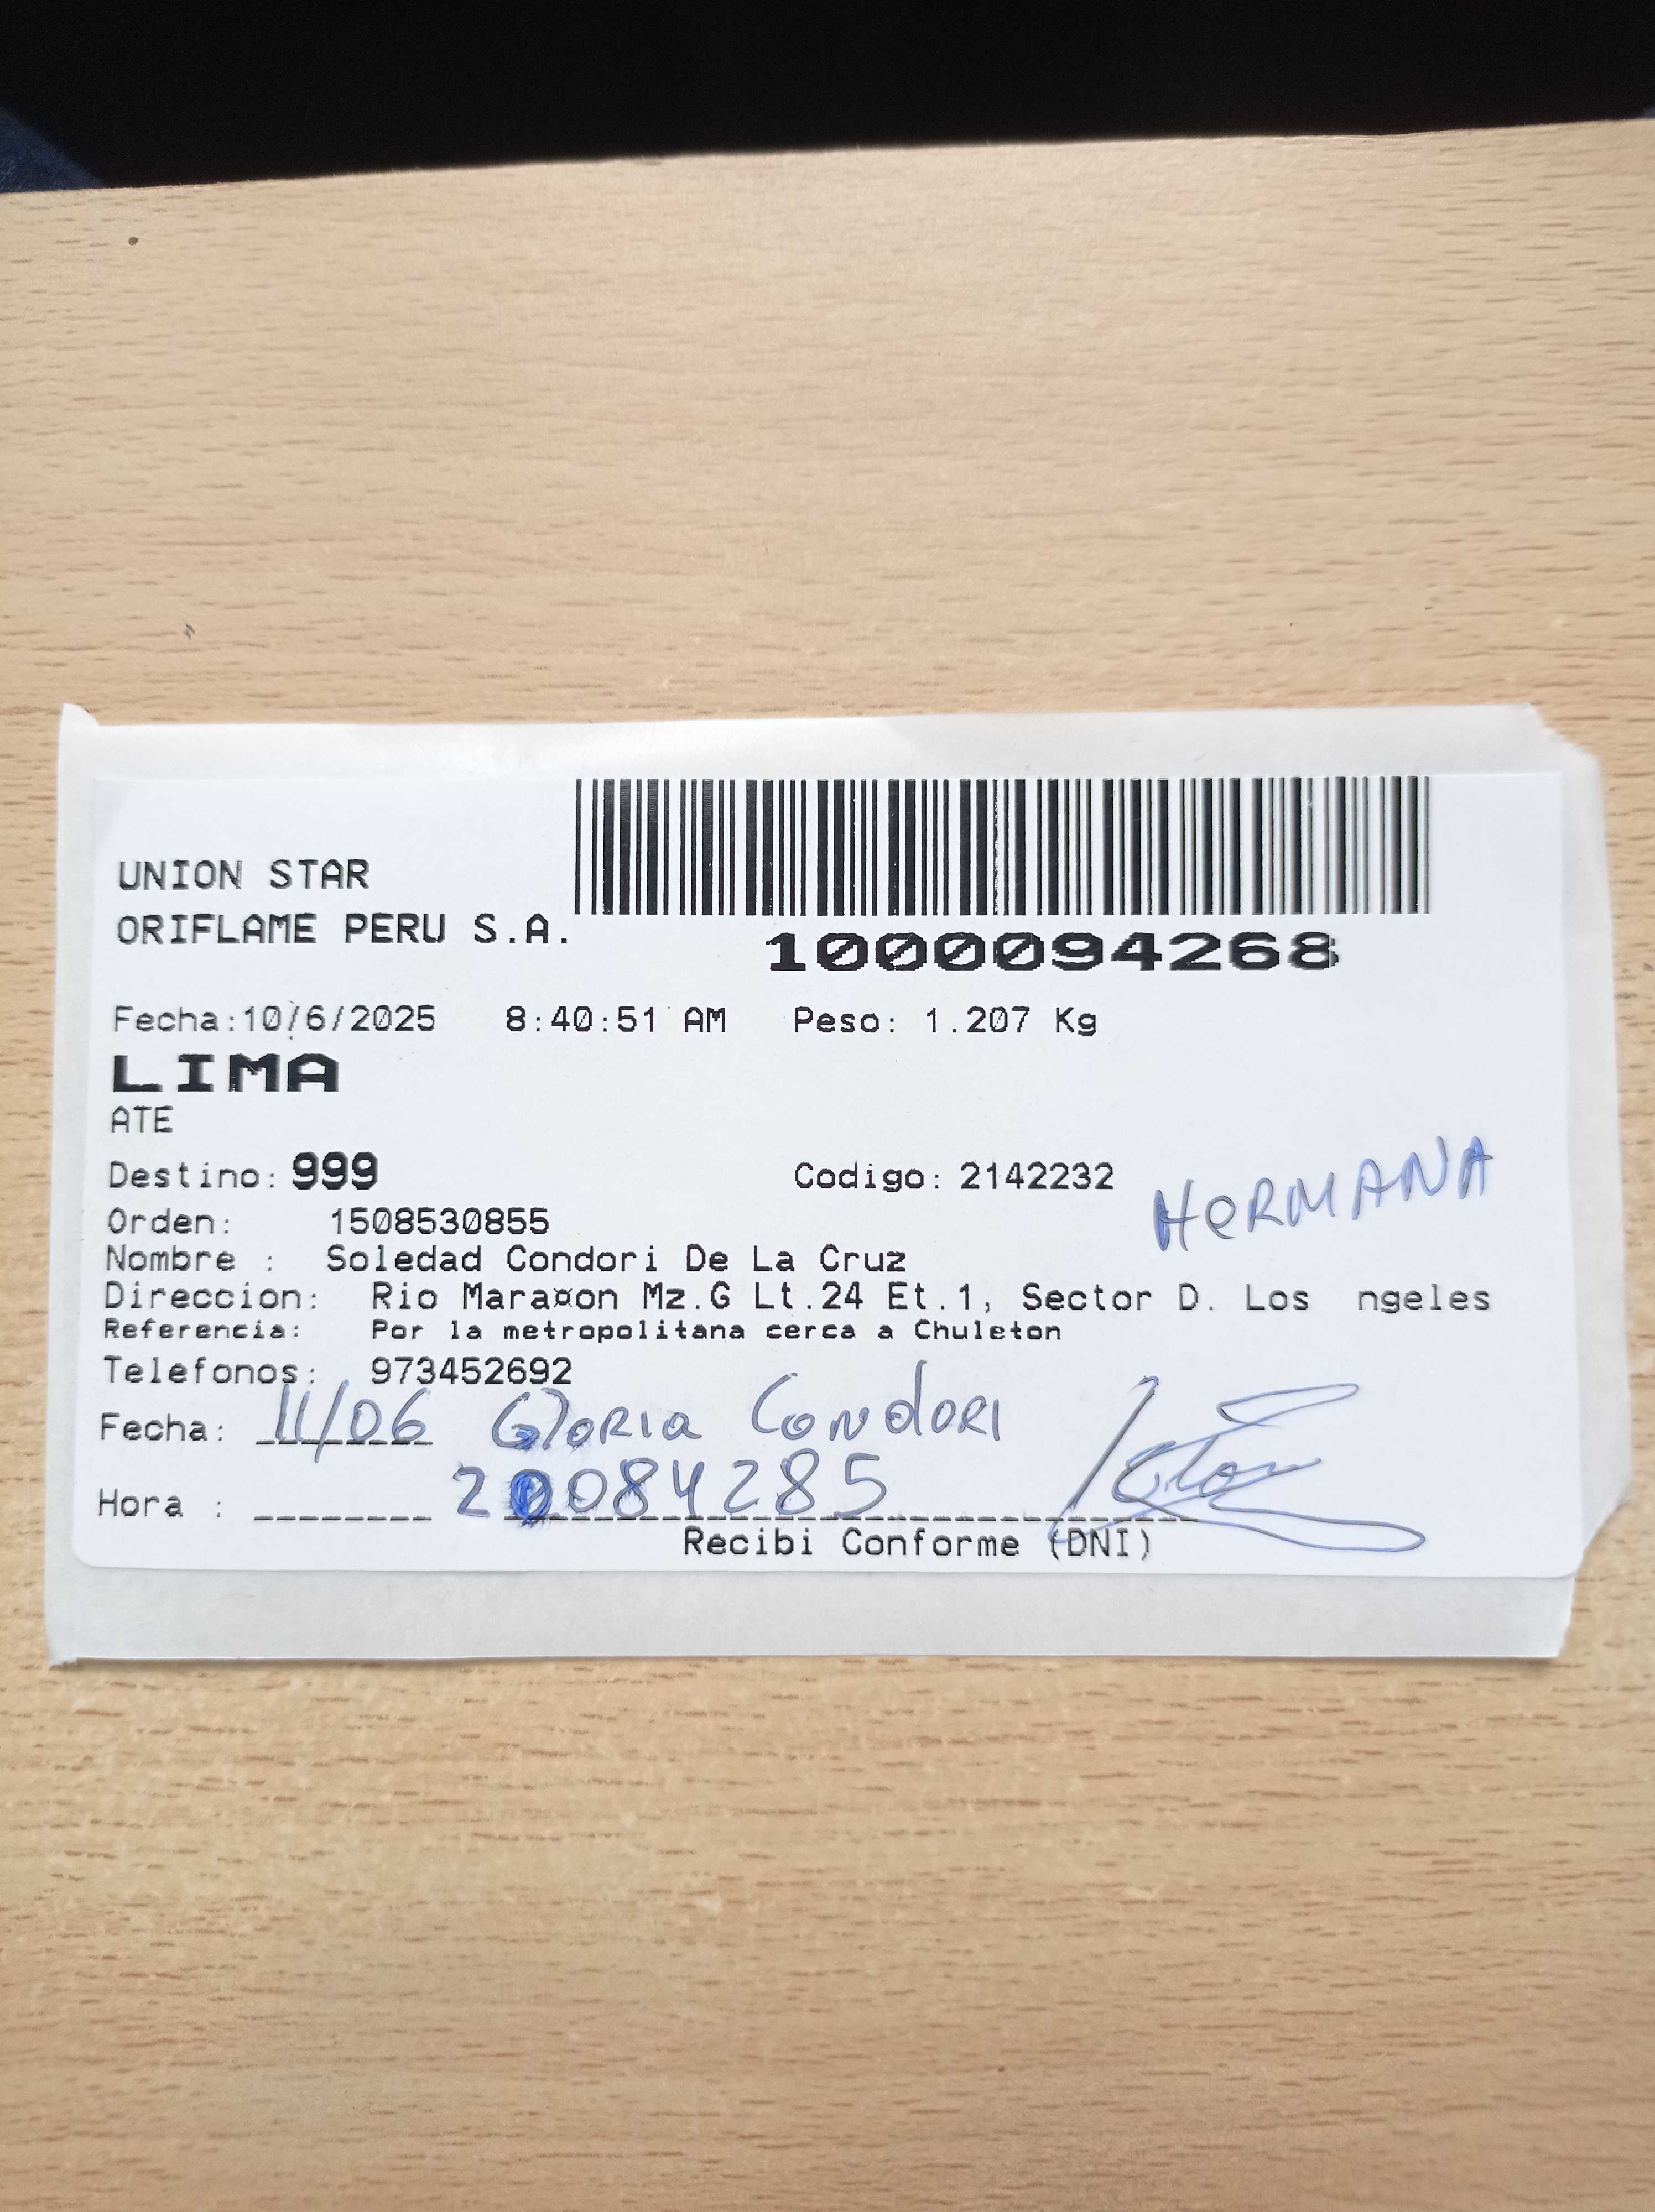 UNION STAR
ORIFLAME PERU S.A.
1000094268
Fecha:10/6/2025 8:40:51 AM Peso: 1.207 Kg
LIMA
ATE
Destino: 999 Codigo: 2142232
HERMANA
Orden: 1508530855
Nombre : Soledad Condori De La Cruz
Direccion: Rio Mara¤on Mz.G Lt.24 Et.1, Sector D. Los ngeles
Referencia: Por la metropolitana cerca a Chuleton
Telefonos: 973452692
Fecha: 11/06 Gloria Condori
Hora : 20084285
Recibi Conforme (DNI)